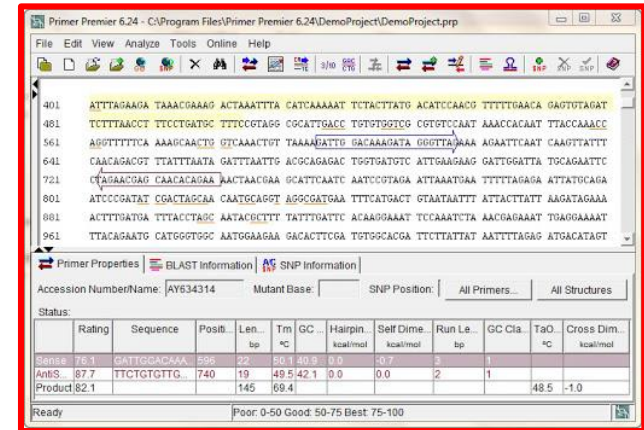 Primer Premier 6.24 - C:\Program Files\Primer Premier 6.24\DemoProject\DemoProject.prp
File Edit View Analyze Tools Online Help
401 ATTTAGAAGA TAAACGAAAG ACTAAATTTA CATCAAAAAT TCTACTTATG ACATCCAACG TTTTTGAACA GAGTGTAGAT
481 TCTTTAACCT TTCCTGATGC TTTCCGTAGG CGCATTGACC TGTGTGGTCG CGTGTCCAAT AAACCACAAT TTACCAAACC
561 AGGTTTTTCA AAAGCAACTG GTCAAACTGT TAAAAGATTG GACAAAGATA GGGTTAGAAA AGAATTCAAT CAAGTTATTT
641 CAACAGACGT TTATTTAATA GATTTAATTG ACGCAGAGAC TGGTGATGTC ATTGAAGAAG GATTGGATTA TGCAGAATTC
721 CTAGAACGAG CAACACAGAA AACTAACGAA GCATTCAATC AATCCGTAGA ATTAAATGAA TTTTTAGAGA ATTATGCAGA
801 ATCCCGATAT CGACTAGCAA CAATGCAGGT AGGCGATGAA TTTCATGACT GTAATAATTT ATTACTTATT AAGATAGAAA
881 ACTTTGATGA TTTACCTAGC AATACGCTTT TATTTGATTC ACAAGGAAAT TCCAAATCTA AACGAGAAAT TGAGGAAAAT
961 TTACAGAATG CATGGGTGGC AATGGAAGAA GACACTTCGA TGTGGCACGA TTCTTATTAT AATTTTAGAG ATGACATAGT
Primer Properties BLAST Information SNP Information
Accession Number/Name: AY634314 Mutant Base: SNP Position: All Primers... All Structures
Status:
Rating Sequence Positi... Len... Tm GC ... Hairpin... Self Dime... Run Le... GC Cla... TaO... Cross Dim...
bp ºC kcal/mol kcal/mol bp ºC kcal/mol
Sense 76.1 GATTGGACAAA... 596 22 50.1 40.9 0.0 -0.7 3 1
AntiS... 87.7 TTCTGTGTTG... 740 19 49.5 42.1 0.0 0.0 2 1
Product 82.1 145 69.4 48.5 -1.0
Ready Poor: 0-50 Good: 50-75 Best: 75-100